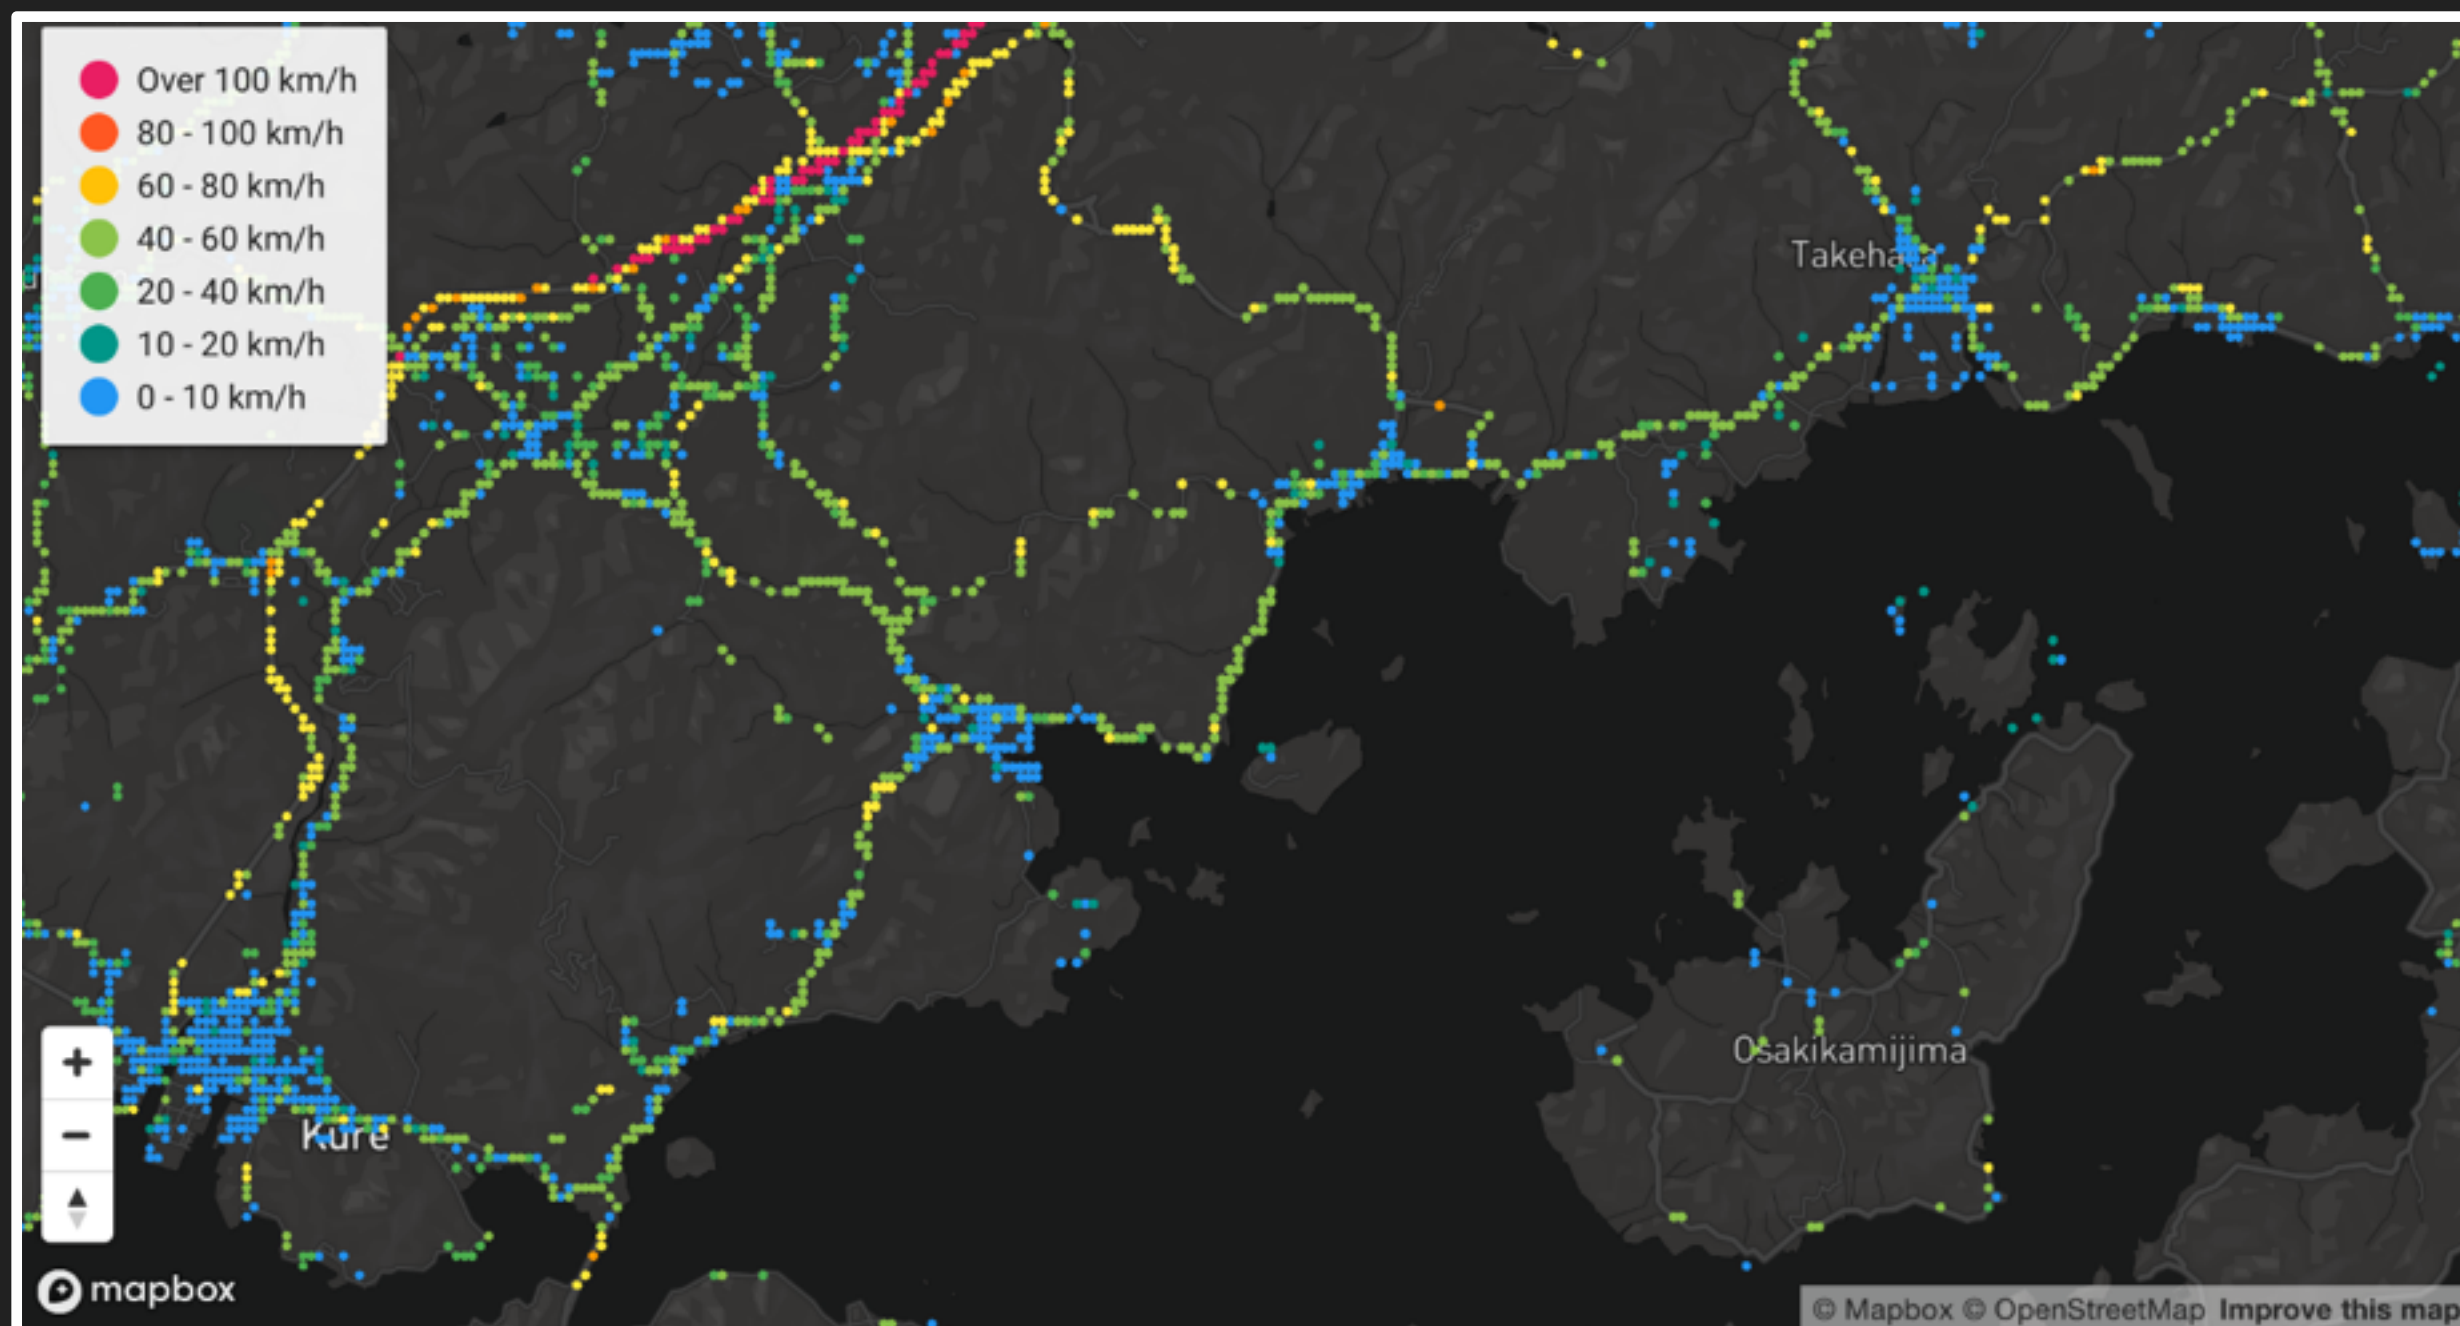 Over 100 km/h
80 - 100 km/h
60 - 80 km/h
40 - 60 km/h
20 - 40 km/h
10 - 20 km/h
0 - 10 km/h
Takehara
Osakikamijima
Kure
+
−
mapbox
© Mapbox © OpenStreetMap Improve this map